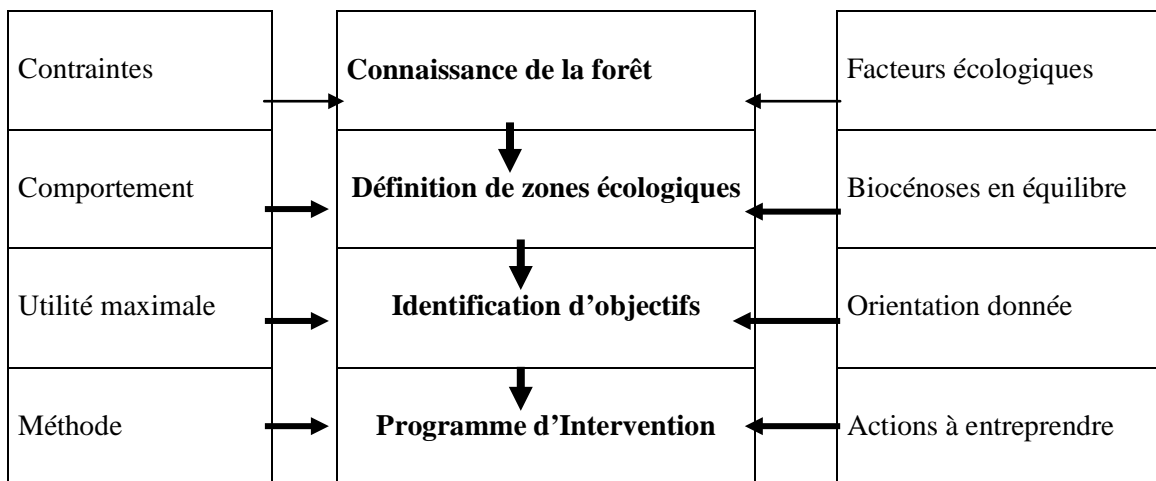 Contraintes
Connaissance de la forêt
Facteurs écologiques
Comportement
Définition de zones écologiques
Biocénoses en équilibre
Utilité maximale
Identification d’objectifs
Orientation donnée
Méthode
Programme d’Intervention
Actions à entreprendre